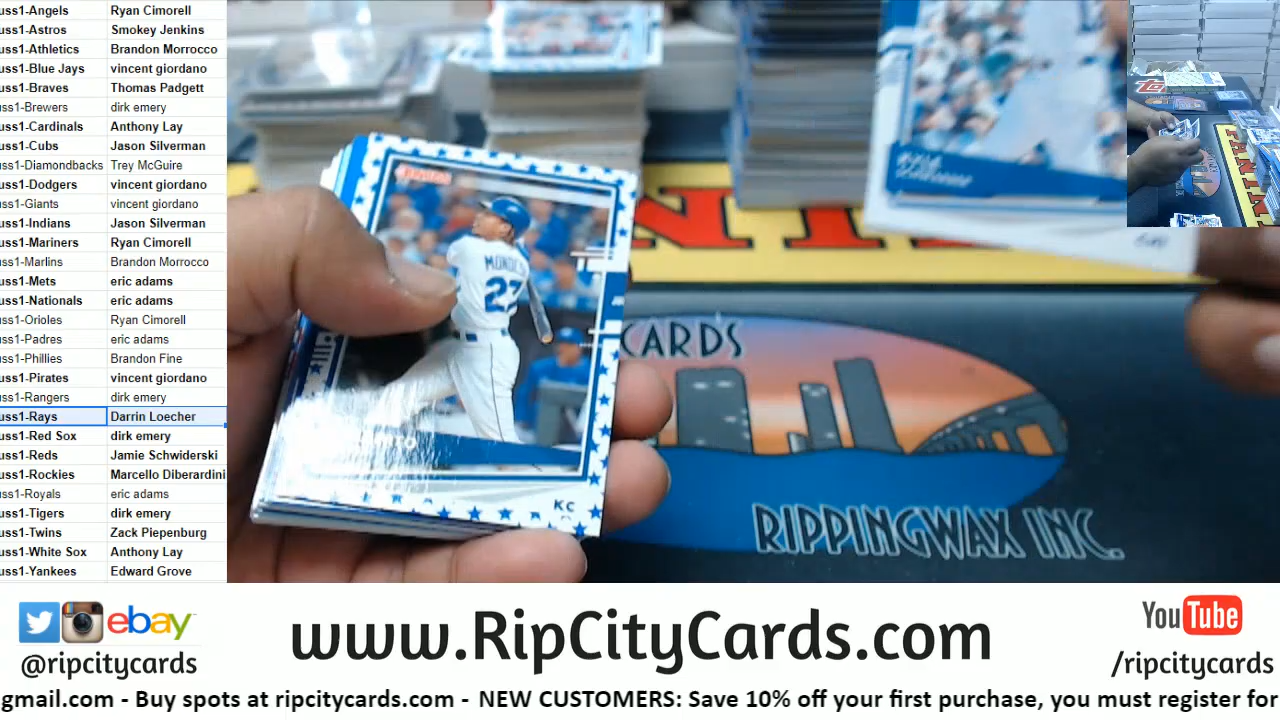 uss1-Angels Ryan Cimorell
uss1-Astros Smokey Jenkins
uss1-Athletics Brandon Morrocco
uss1-Blue Jays vincent giordano
uss1-Braves Thomas Padgett
uss1-Brewers dirk emery
uss1-Cardinals Anthony Lay
uss1-Cubs Jason Silverman
uss1-Diamondbacks Trey McGuire
uss1-Dodgers vincent giordano
uss1-Giants vincent giordano
uss1-Indians Jason Silverman
uss1-Mariners Ryan Cimorell
uss1-Marlins Brandon Morrocco
uss1-Mets eric adams
uss1-Nationals eric adams
uss1-Orioles Ryan Cimorell
uss1-Padres eric adams
uss1-Phillies Brandon Fine
uss1-Pirates vincent giordano
uss1-Rangers dirk emery
uss1-Rays Darrin Loecher
uss1-Red Sox dirk emery
uss1-Reds Jamie Schwiderski
uss1-Rockies Marcello Diberardini
uss1-Royals eric adams
uss1-Tigers dirk emery
uss1-Twins Zack Piepenburg
uss1-White Sox Anthony Lay
uss1-Yankees Edward Grove
27
KC
CARDS
RIPPINGWAX INC.
ebay
@ripcitycards
www.RipCityCards.com
YouTube
/ripcitycards
gmail.com - Buy spots at ripcitycards.com - NEW CUSTOMERS: Save 10% off your first purchase, you must register for